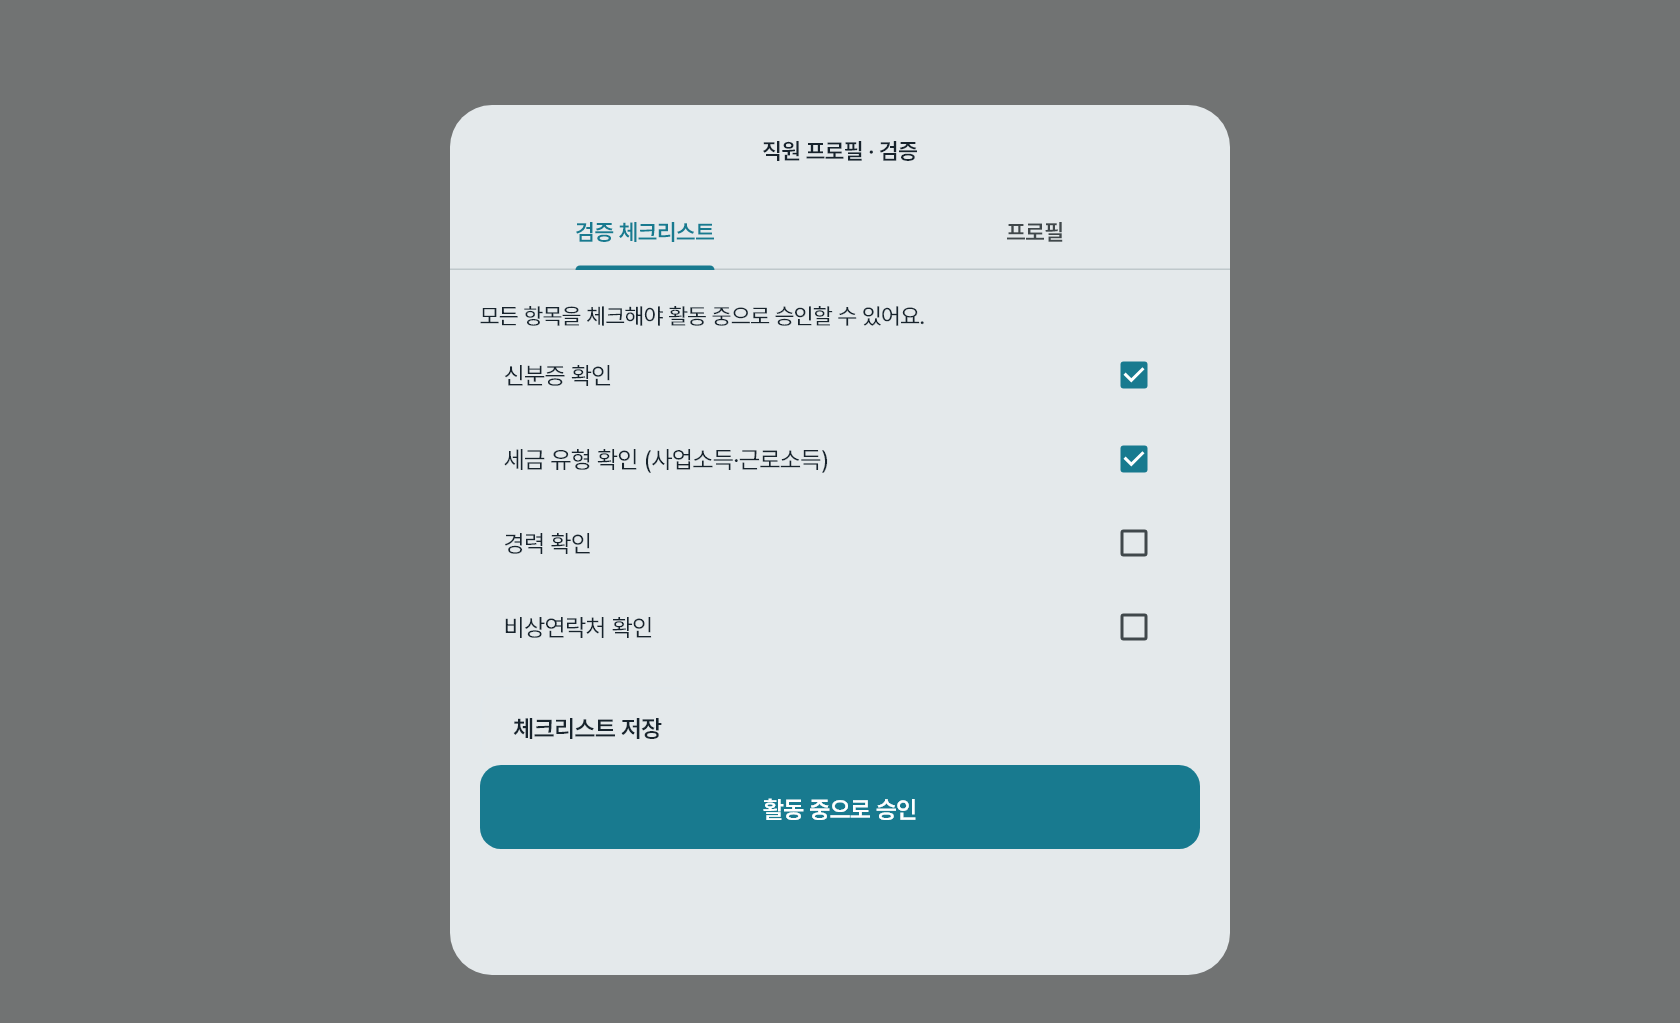 직원 프로필 · 검증
검증 체크리스트
프로필
모든 항목을 체크해야 활동 중으로 승인할 수 있어요.
신분증 확인
세금 유형 확인 (사업소득·근로소득)
경력 확인
비상연락처 확인
체크리스트 저장
활동 중으로 승인